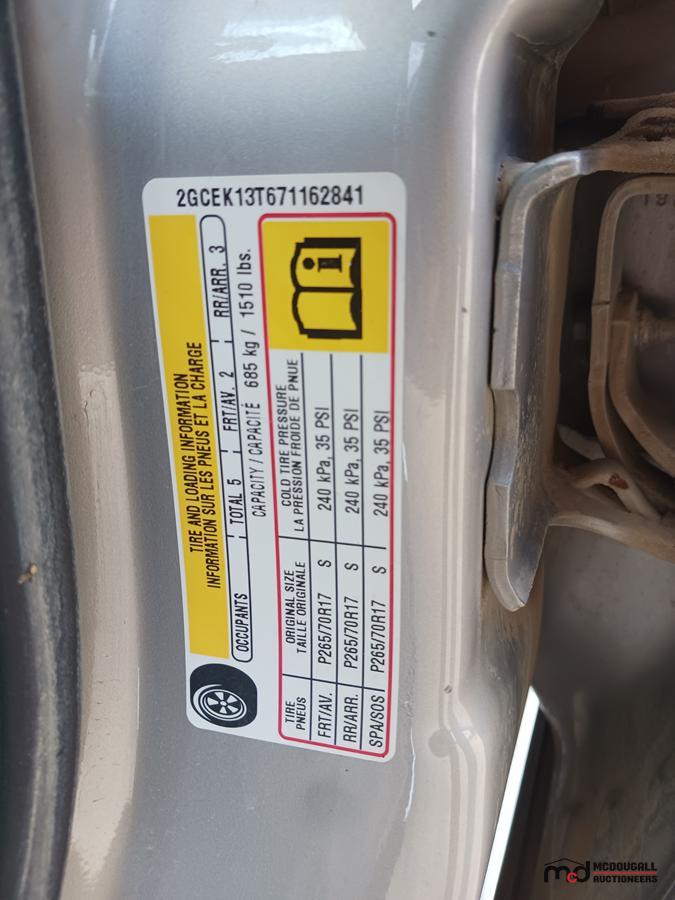 2GCEK13T671162841
TIRE AND LOADING INFORMATION
INFORMATION SUR LES PNEUS ET LA CHARGE
OCCUPANTS TOTAL 5 FRT/AV. 2 RR/ARR. 3
CAPACITY / CAPACITÉ 685 kg / 1510 lbs.
TIRE PNEUS ORIGINAL SIZE TAILLE ORIGINALE COLD TIRE PRESSURE LA PRESSION FROIDE DE PNUE
FRT/AV. P265/70R17 S 240 kPa, 35 PSI
RR/ARR. P265/70R17 S 240 kPa, 35 PSI
SPA/SOS P265/70R17 S 240 kPa, 35 PSI
mcd MCDOUGALL
AUCTIONEERS